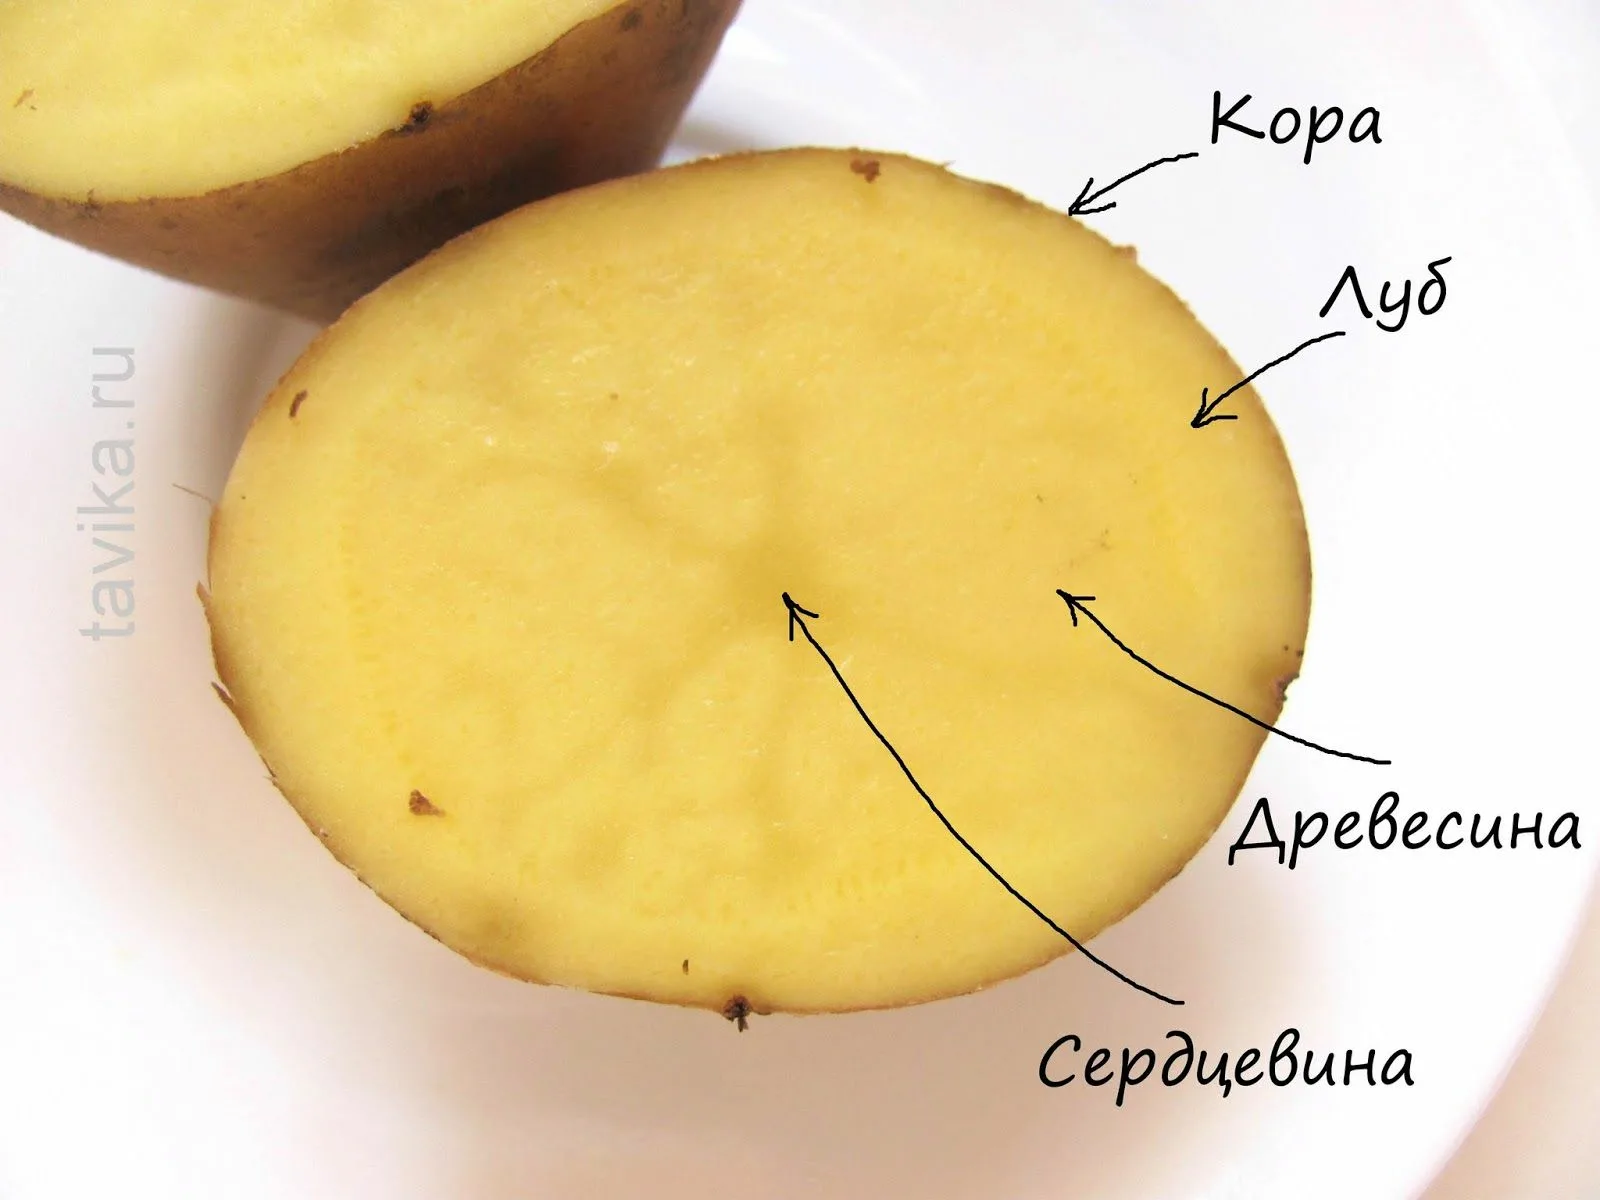 Кора
Луб
tavika.ru
Древесина
Сердцевина